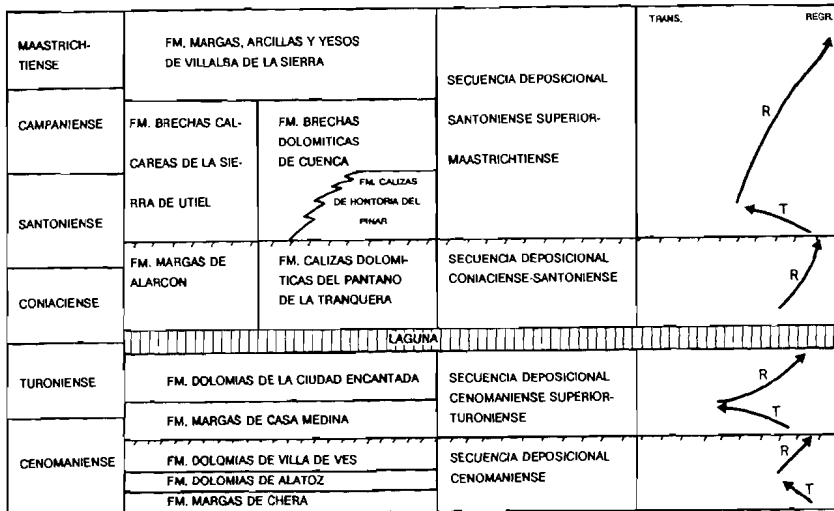 TRANS. REGR.
MAASTRICH-
TIENSE
FM. MARGAS, ARCILLAS Y YESOS
DE VILLALBA DE LA SIERRA
CAMPANIENSE
FM. BRECHAS CAL-
CAREAS DE LA SIE-
RRA DE UTIEL
FM. BRECHAS
DOLOMITICAS
DE CUENCA
FM. CALIZAS
DE HONTORIA DEL
PINAR
SECUENCIA DEPOSICIONAL
SANTONIENSE SUPERIOR-
MAASTRICHTIENSE
R
T
SANTONIENSE
FM. MARGAS DE
ALARCON
FM. CALIZAS DOLOMI-
TICAS DEL PANTANO
DE LA TRANQUERA
SECUENCIA DEPOSICIONAL
CONIACIENSE-SANTONIENSE
R
CONIACIENSE
LAGUNA
TURONIENSE
FM. DOLOMIAS DE LA CIUDAD ENCANTADA
FM. MARGAS DE CASA MEDINA
SECUENCIA DEPOSICIONAL
CENOMANIENSE SUPERIOR-
TURONIENSE
R
T
CENOMANIENSE
FM. DOLOMIAS DE VILLA DE VES
FM. DOLOMIAS DE ALATOZ
FM. MARGAS DE CHERA
SECUENCIA DEPOSICIONAL
CENOMANIENSE
R
T